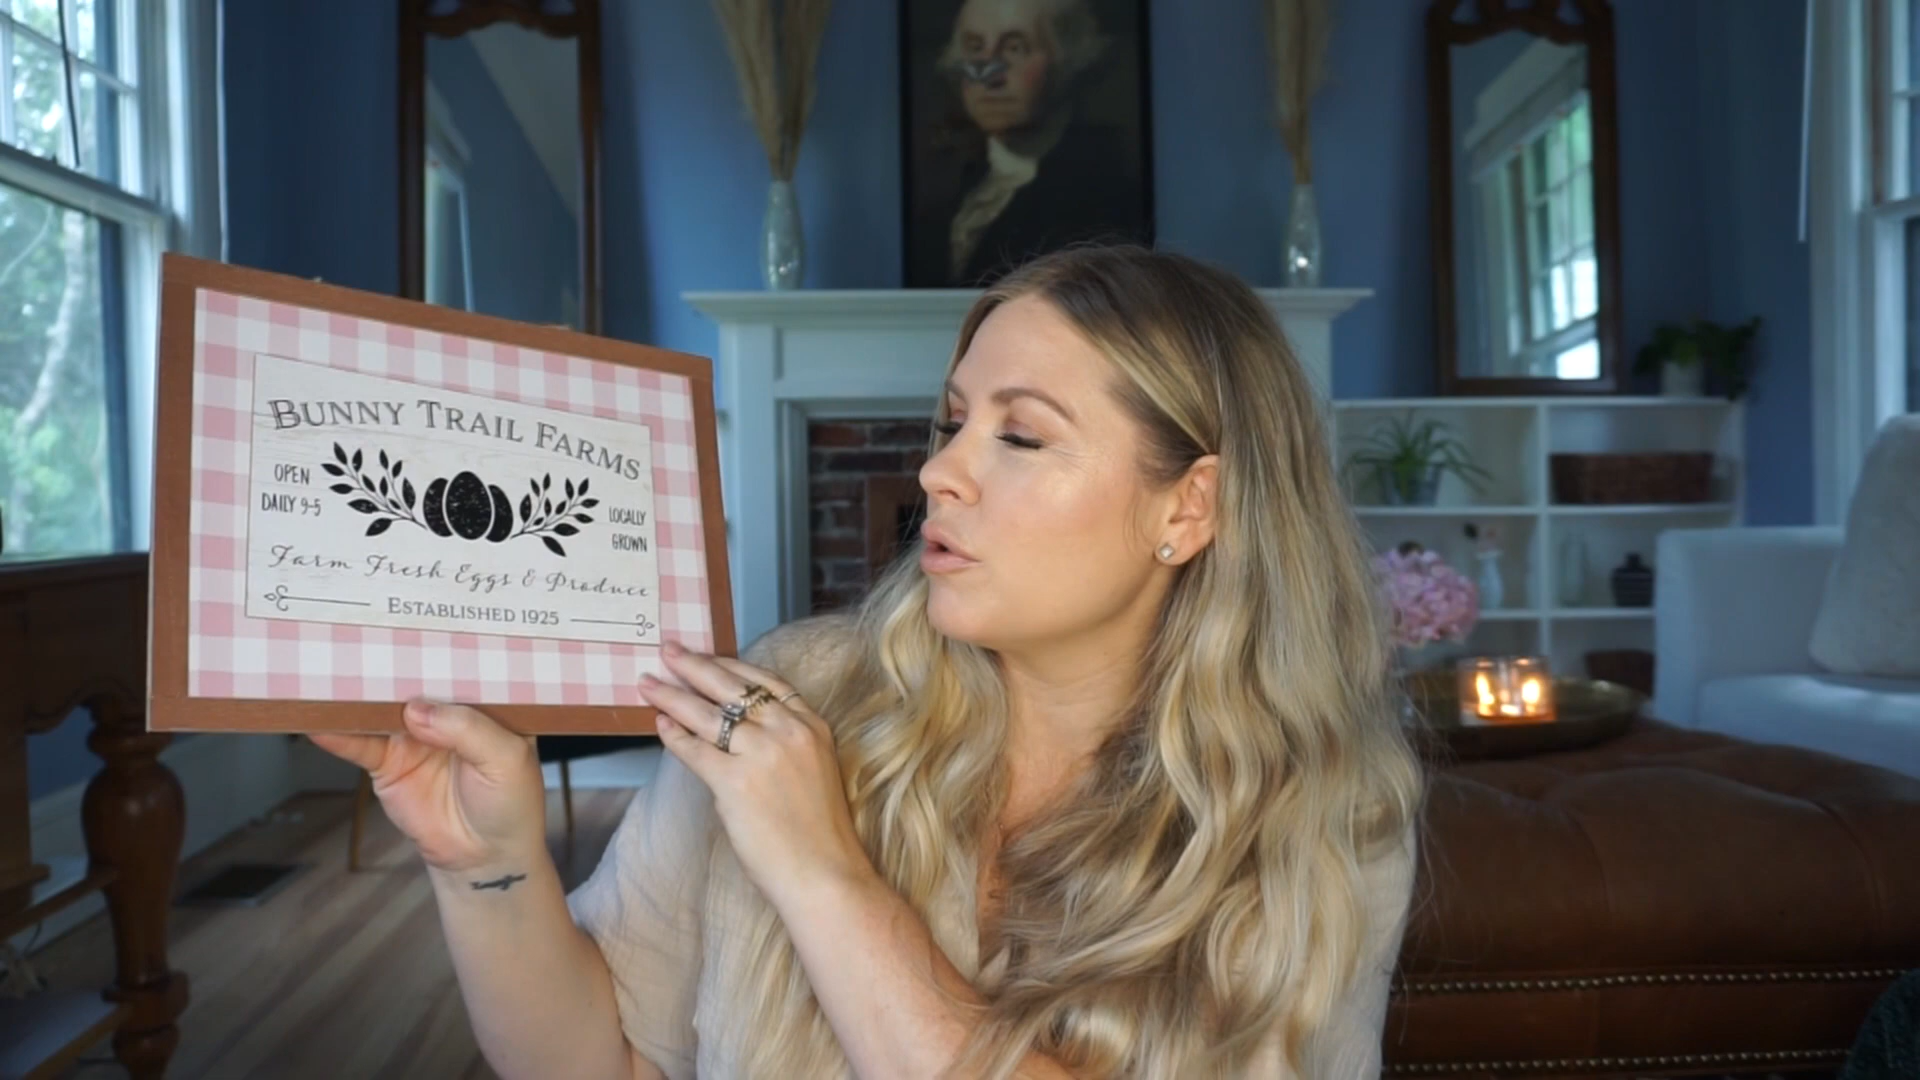 BUNNY TRAIL FARMS
OPEN
DAILY 9-5
LOCALLY
GROWN
Farm Fresh Eggs & Produce
ESTABLISHED 1925